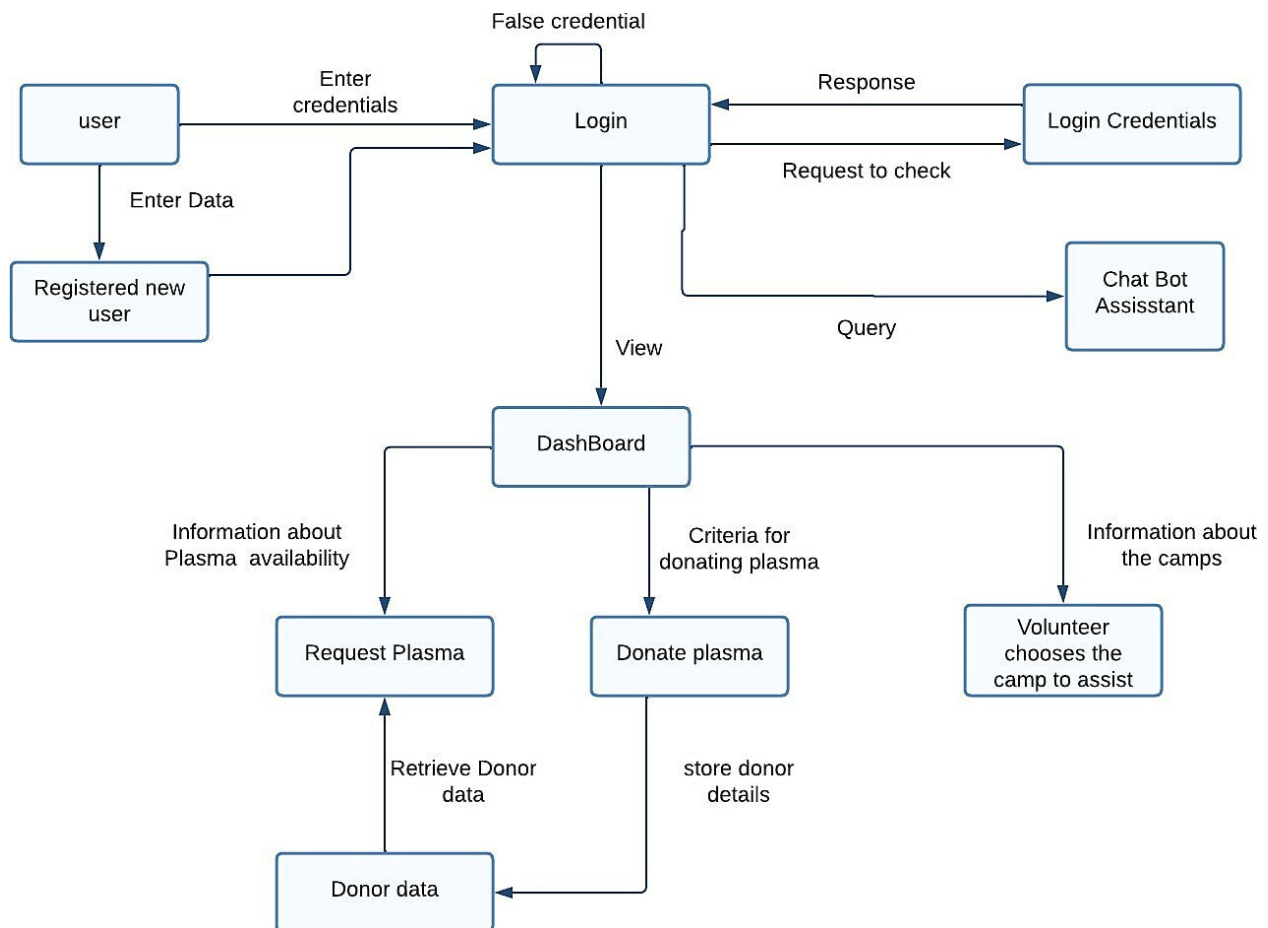 False credential
Enter
credentials
Response
user
Login
Login Credentials
Request to check
Enter Data
Registered new
user
Chat Bot
Assisstant
Query
View
DashBoard
Information about
Plasma  availability
Criteria for
donating plasma
Information about
the camps
Request Plasma
Donate plasma
Volunteer
chooses the
camp to assist
Retrieve Donor
data
store donor
details
Donor data